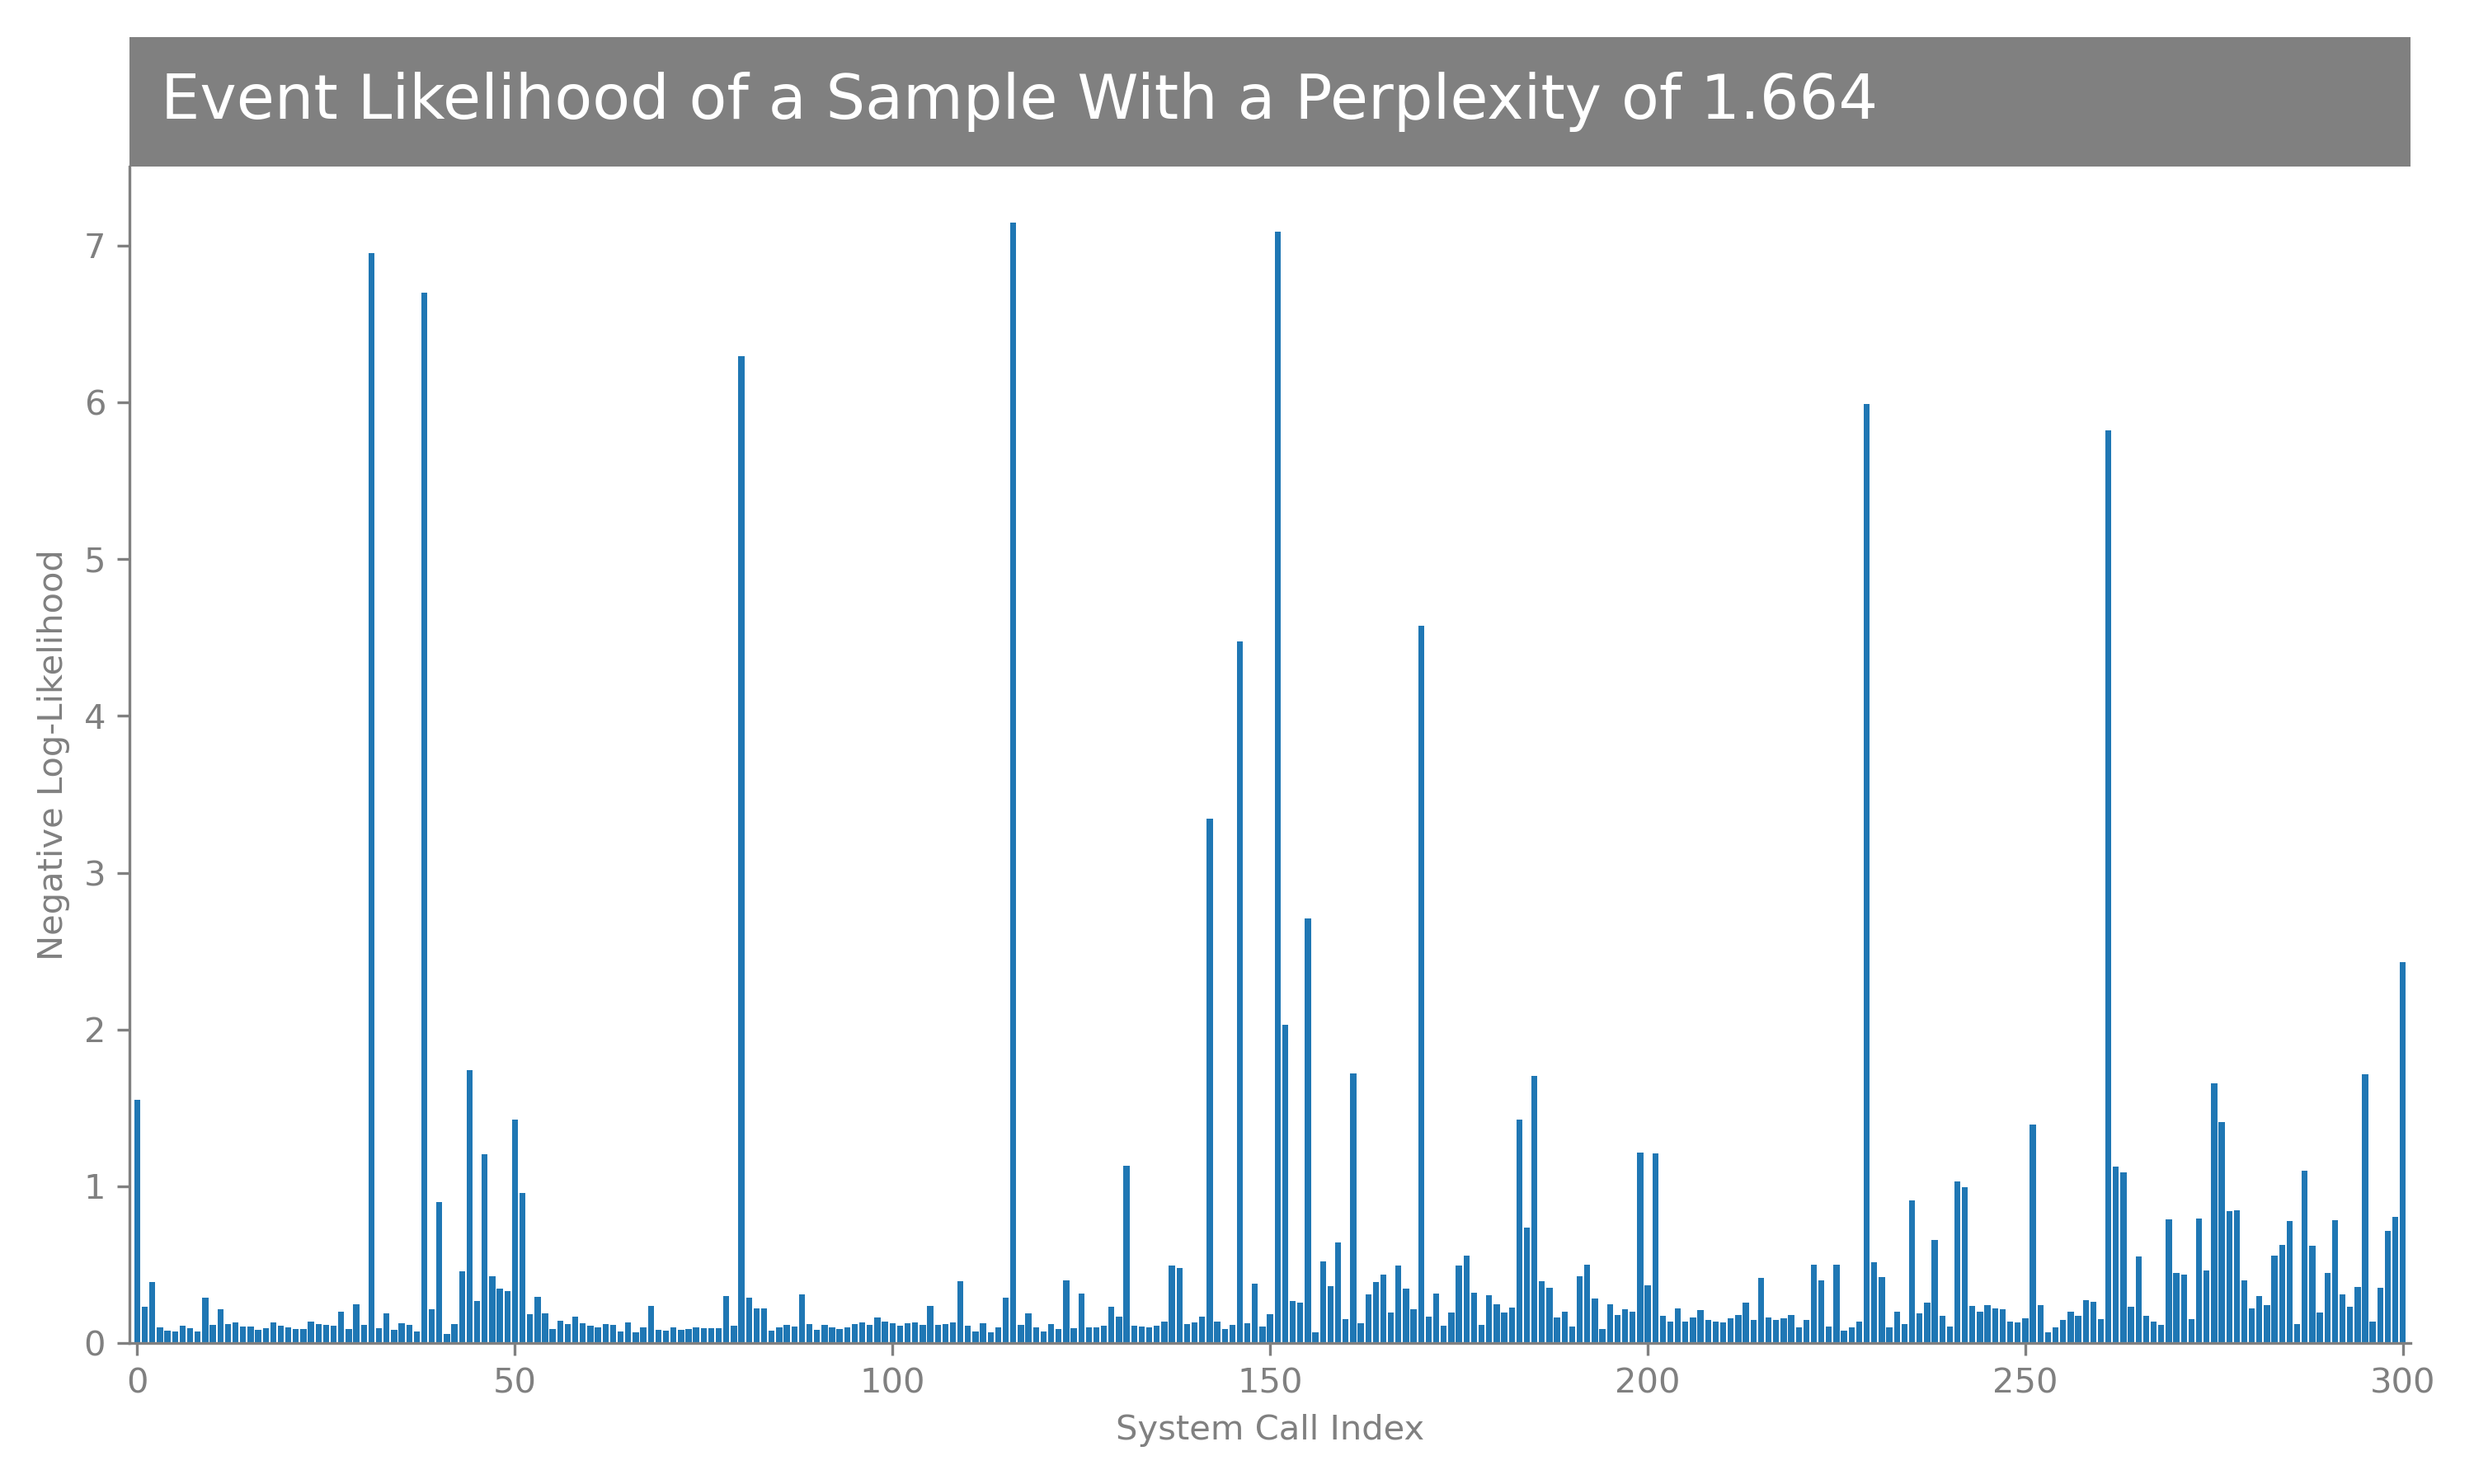 Event Likelihood of a Sample With a Perplexity of 1.664
Negative Log-Likelihood
7
6
5
4
3
2
1
0
0 50 100 150 200 250 300
System Call Index